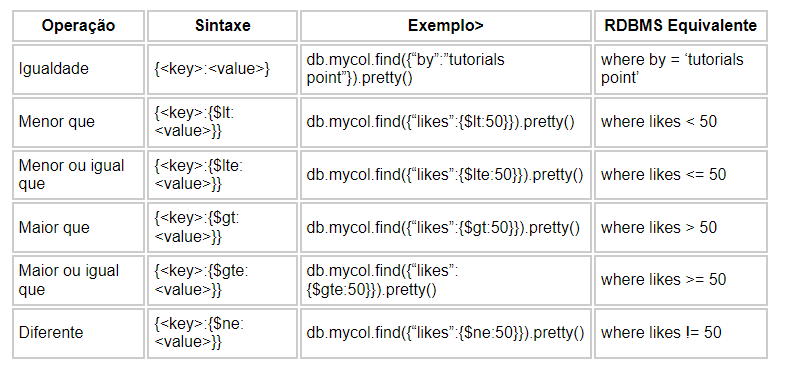 Operação Sintaxe Exemplo> RDBMS Equivalente
Igualdade {<key>:<value>} db.mycol.find({“by”:”tutorials point”}).pretty() where by = ‘tutorials point’
Menor que {<key>:{$lt: <value>}} db.mycol.find({“likes”:{$lt:50}}).pretty() where likes < 50
Menor ou igual que {<key>:{$lte: <value>}} db.mycol.find({“likes”:{$lte:50}}).pretty() where likes <= 50
Maior que {<key>:{$gt: <value>}} db.mycol.find({“likes”:{$gt:50}}).pretty() where likes > 50
Maior ou igual que {<key>:{$gte: <value>}} db.mycol.find({“likes”: {$gte:50}}).pretty() where likes >= 50
Diferente {<key>:{$ne: <value>}} db.mycol.find({“likes”:{$ne:50}}).pretty() where likes != 50